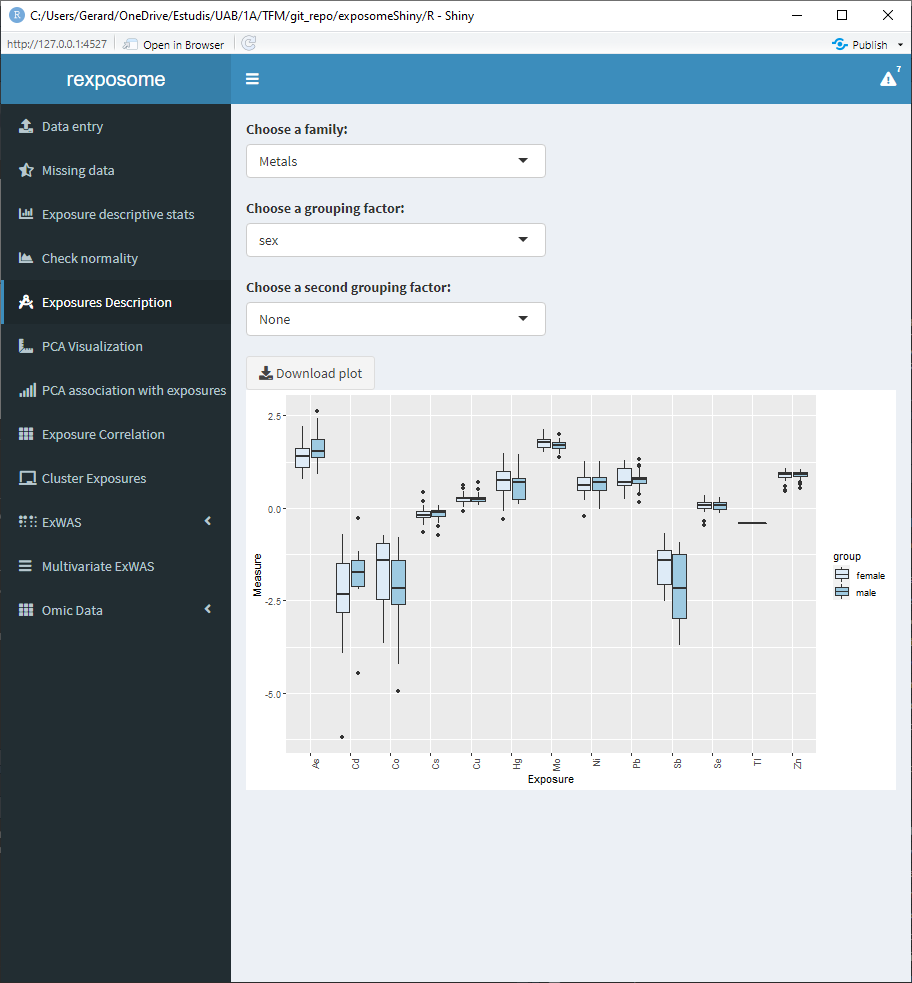 C:/Users/Gerard/OneDrive/Estudis/UAB/1A/TFM/git_repo/exposomeShiny/R - Shiny
http://127.0.0.1:4527 Open in Browser Publish
rexposome 7
Data entry
Missing data
Exposure descriptive stats
Check normality
Exposures Description
PCA Visualization
PCA association with exposures
Exposure Correlation
Cluster Exposures
ExWAS
Multivariate ExWAS
Omic Data
Choose a family:
Metals
Choose a grouping factor:
sex
Choose a second grouping factor:
None
Download plot
2.5
0.0
-2.5
-5.0
Measure
As Cd Co Cs Cu Hg Mo Ni Pb Sb Se Tl Zn
Exposure
group
female
male